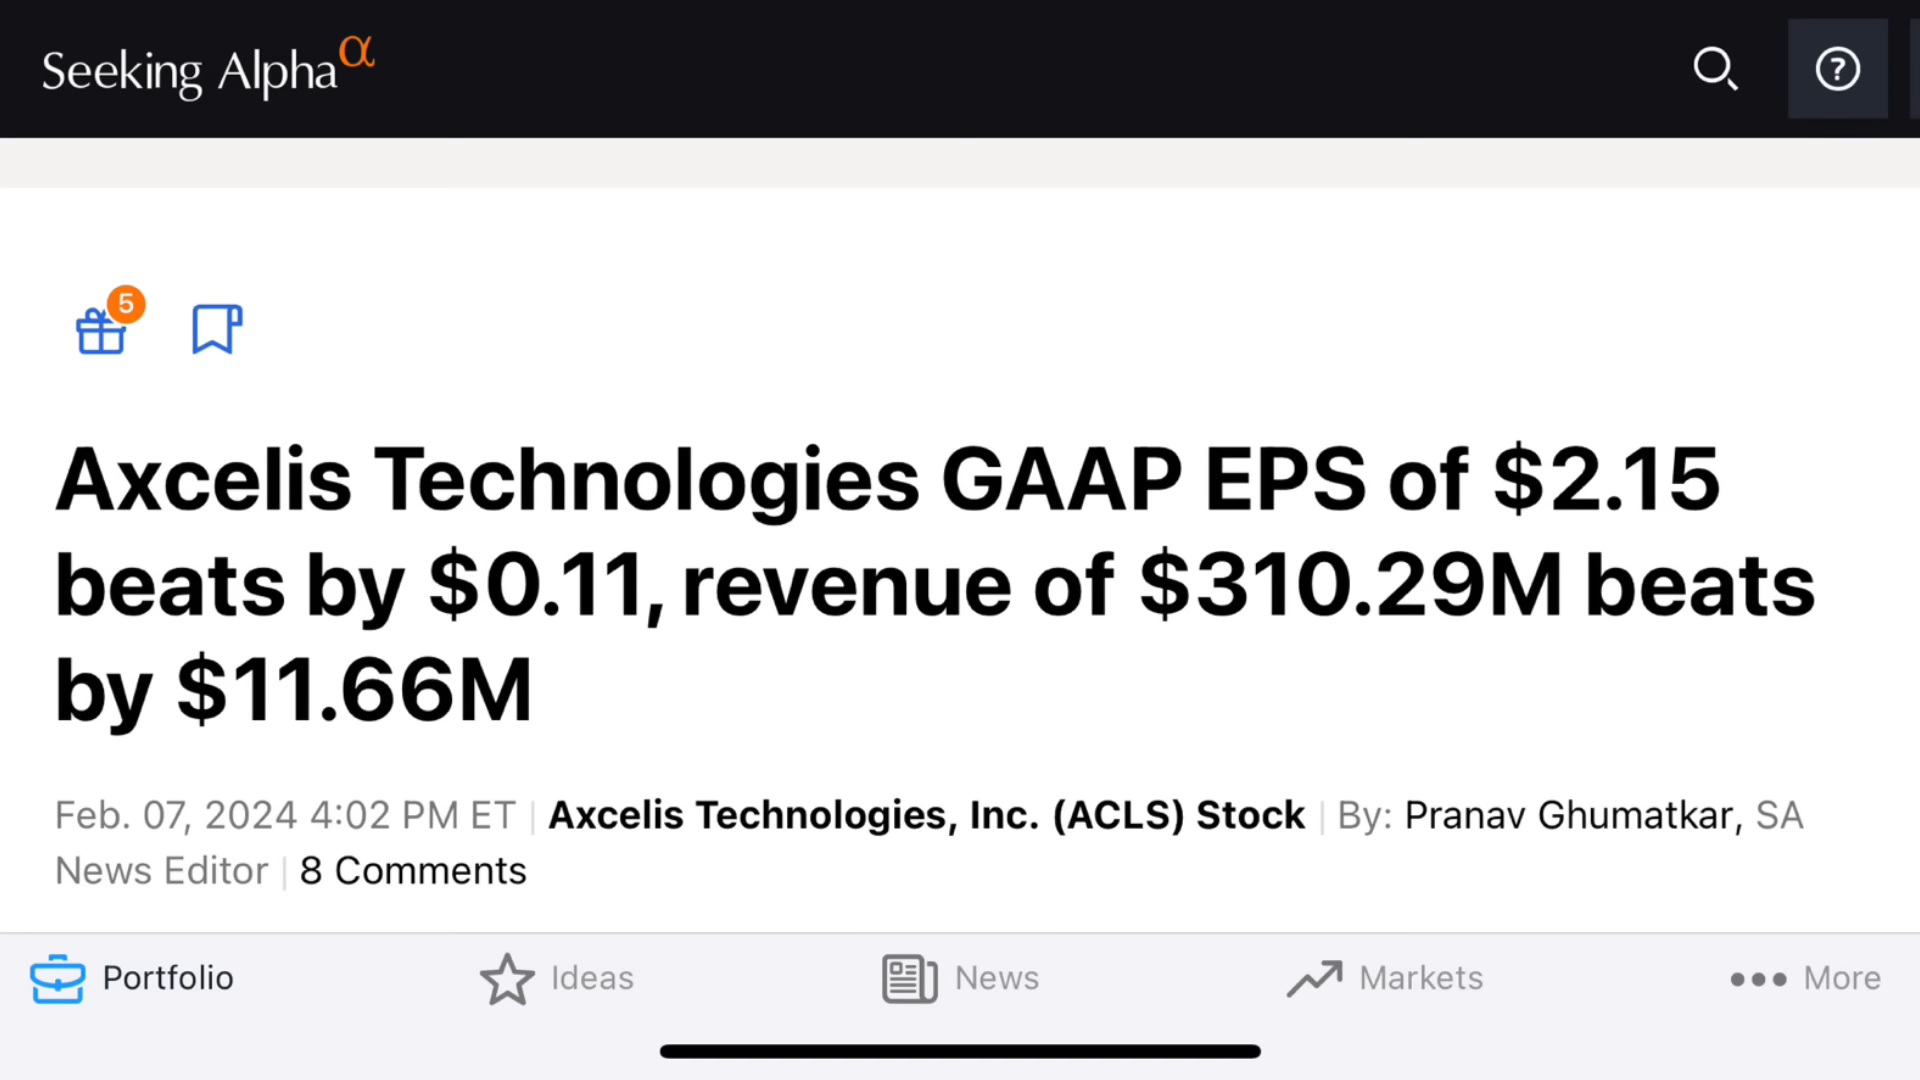 Seeking Alpha α
?
5
Axcelis Technologies GAAP EPS of $2.15
beats by $0.11, revenue of $310.29M beats
by $11.66M
Feb. 07, 2024 4:02 PM ET | Axcelis Technologies, Inc. (ACLS) Stock | By: Pranav Ghumatkar, SA
News Editor | 8 Comments
Portfolio Ideas News Markets More